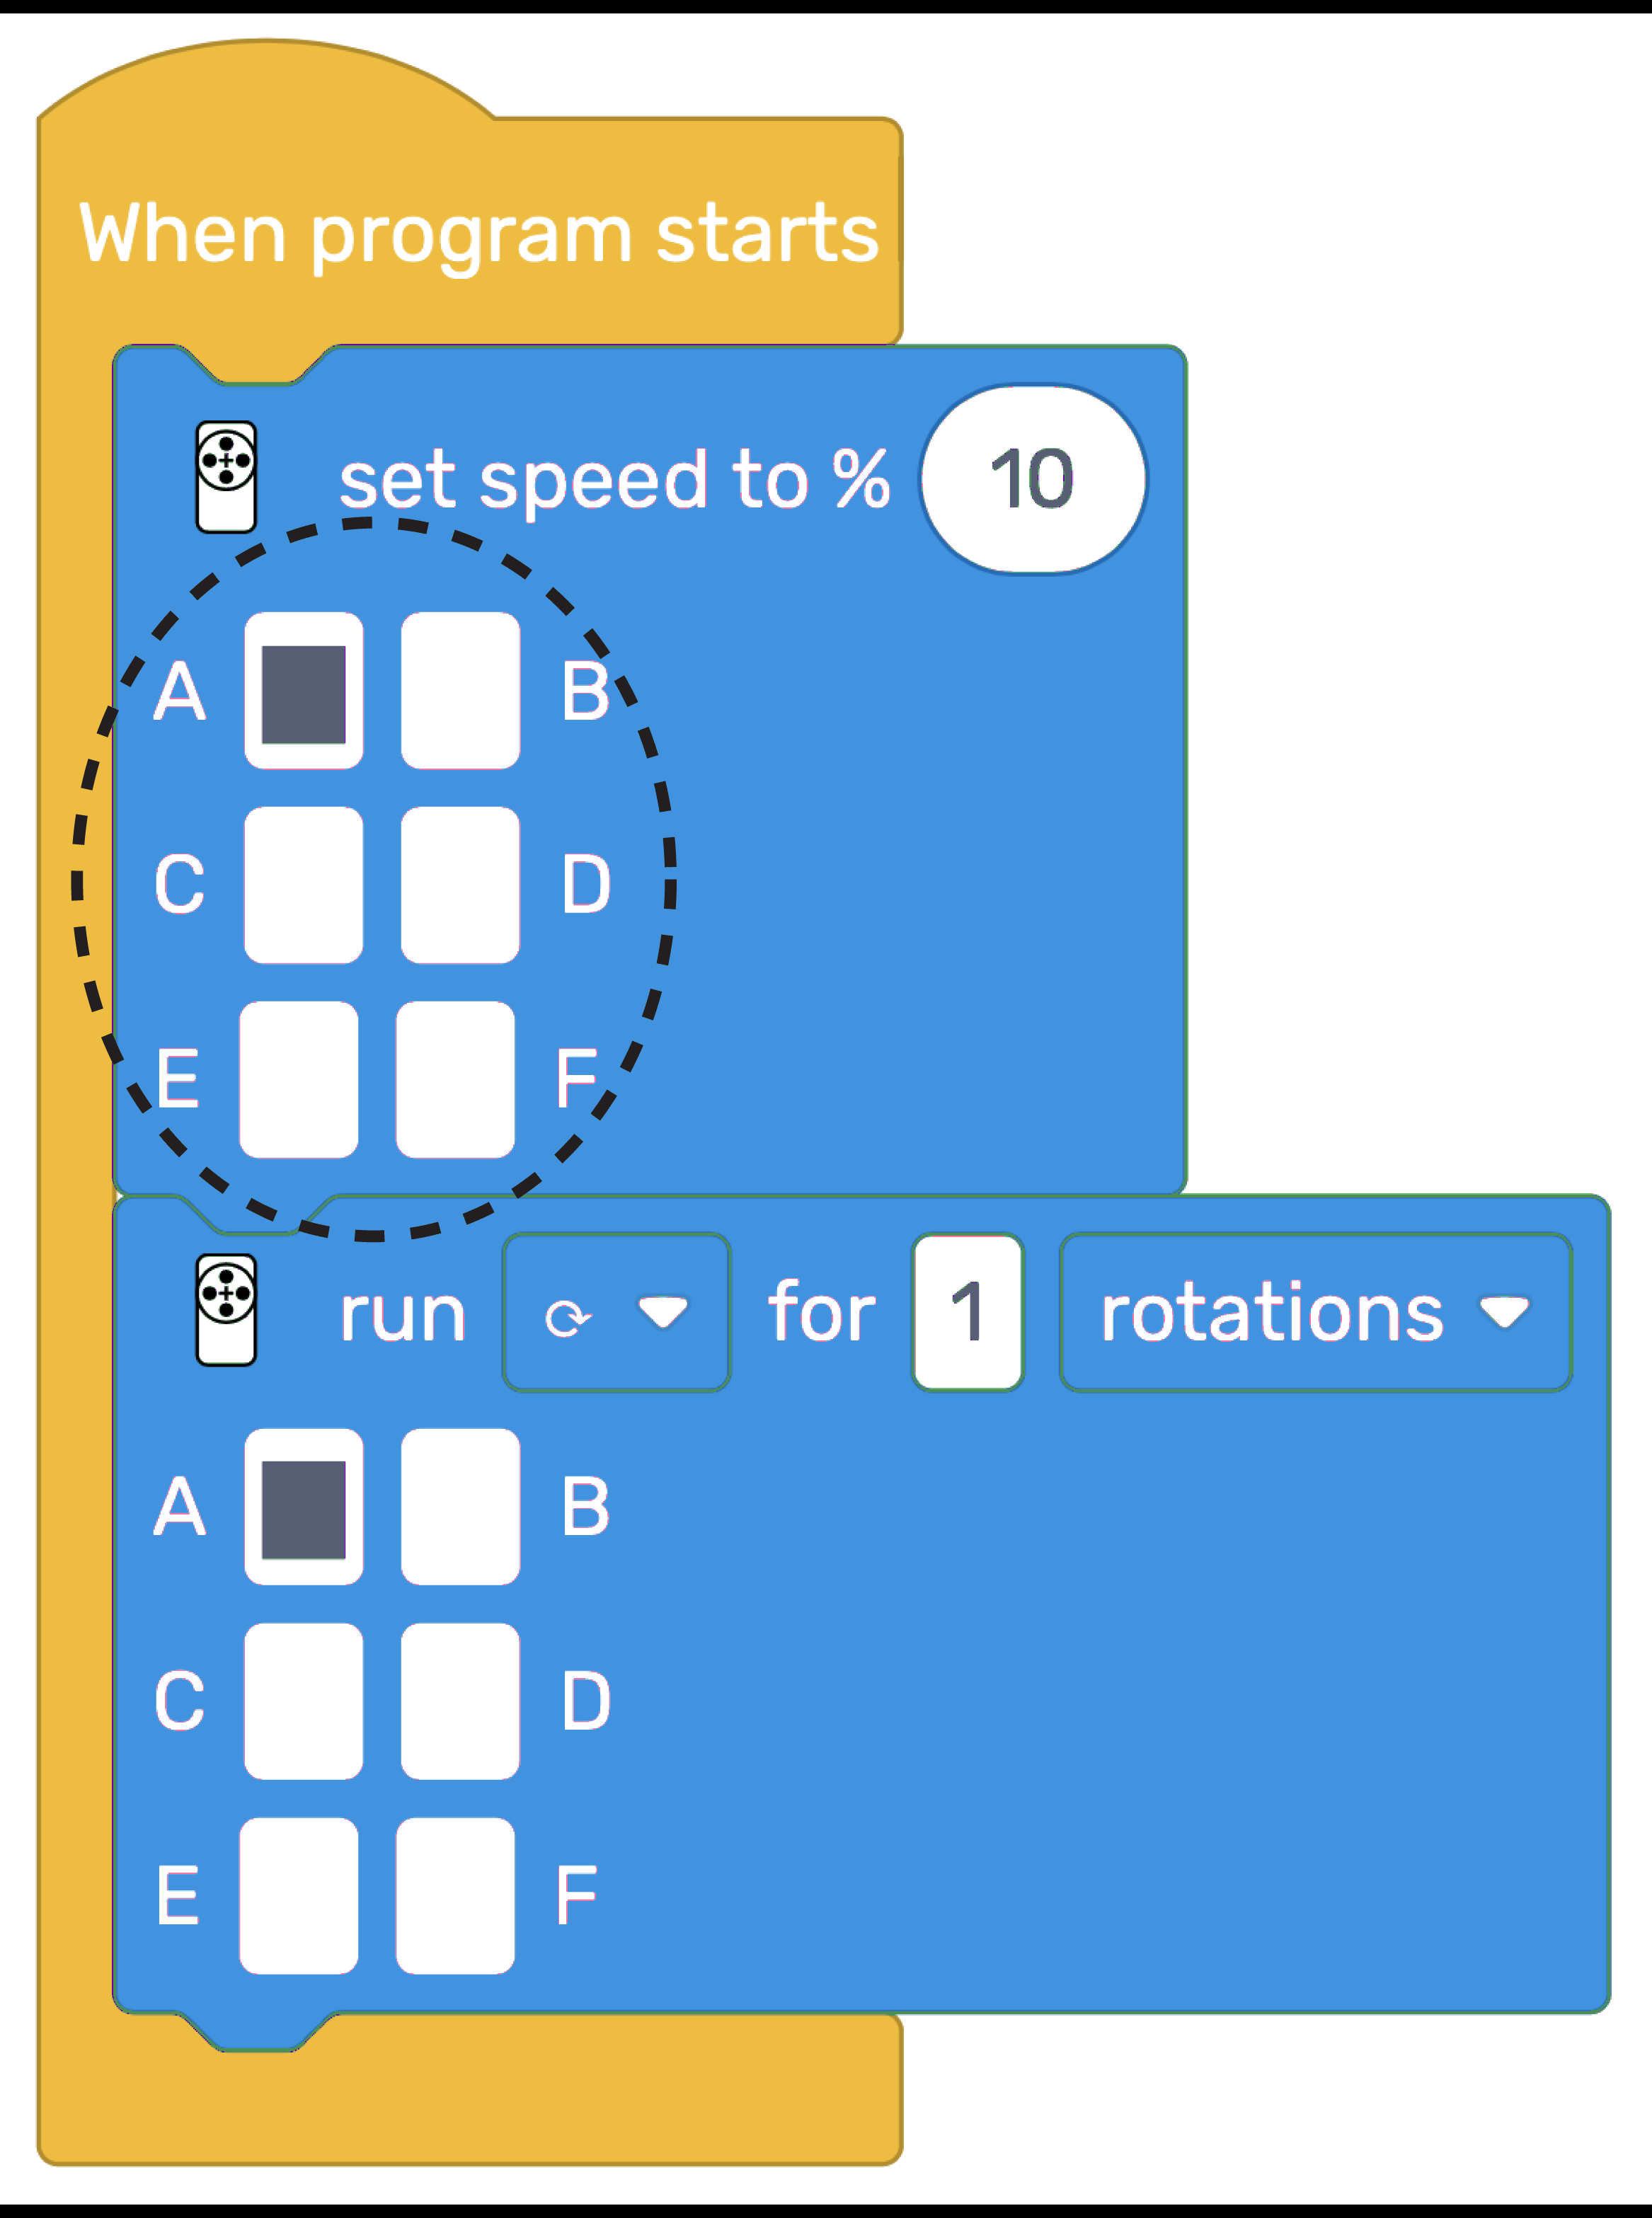 When program starts
set speed to % 10
A B
C D
E F
run ⟳ for 1 rotations
A B
C D
E F